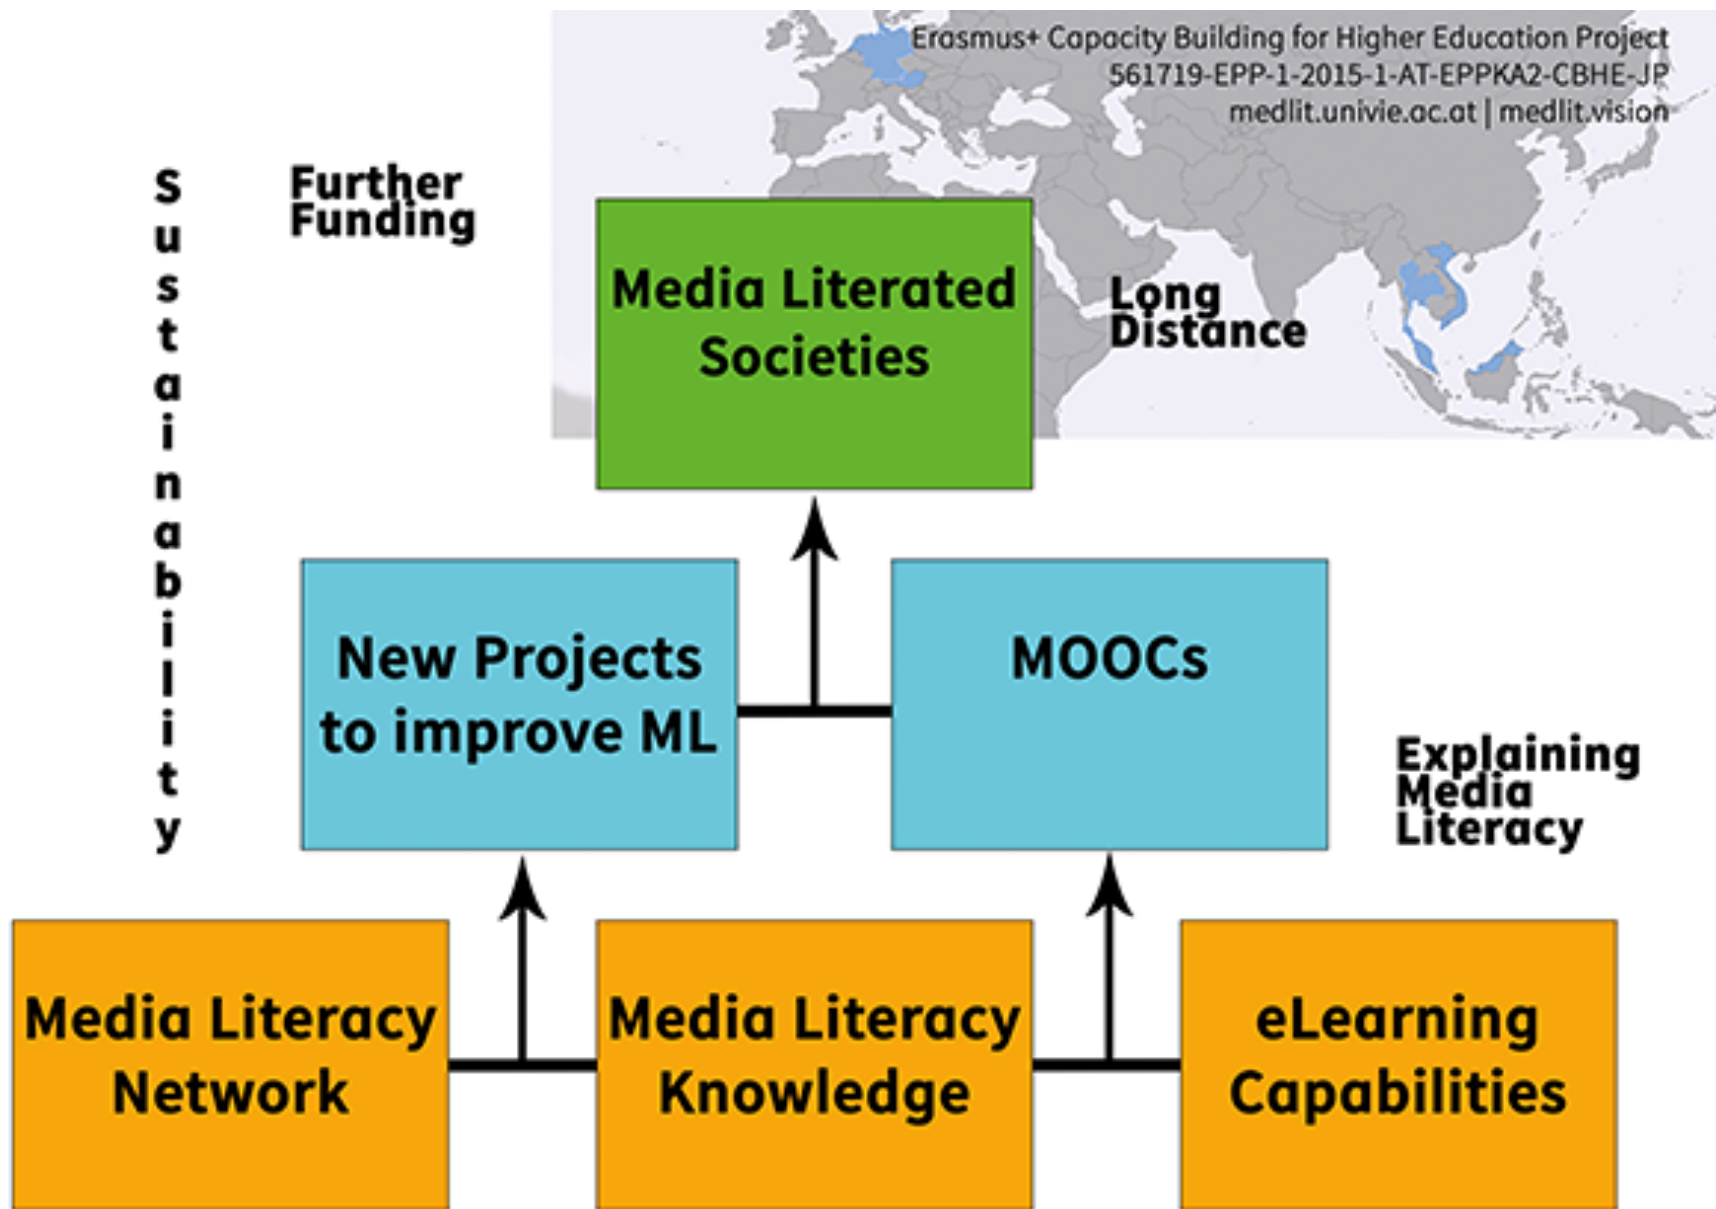 Erasmus+ Capacity Building for Higher Education Project
561719-EPP-1-2015-1-AT-EPPKA2-CBHE-JP
medlit.univie.ac.at | medlit.vision
Sustainability
Further
Funding
Media Literated
Societies
Long
Distance
New Projects
to improve ML
MOOCs
Explaining
Media
Literacy
Media Literacy
Network
Media Literacy
Knowledge
eLearning
Capabilities